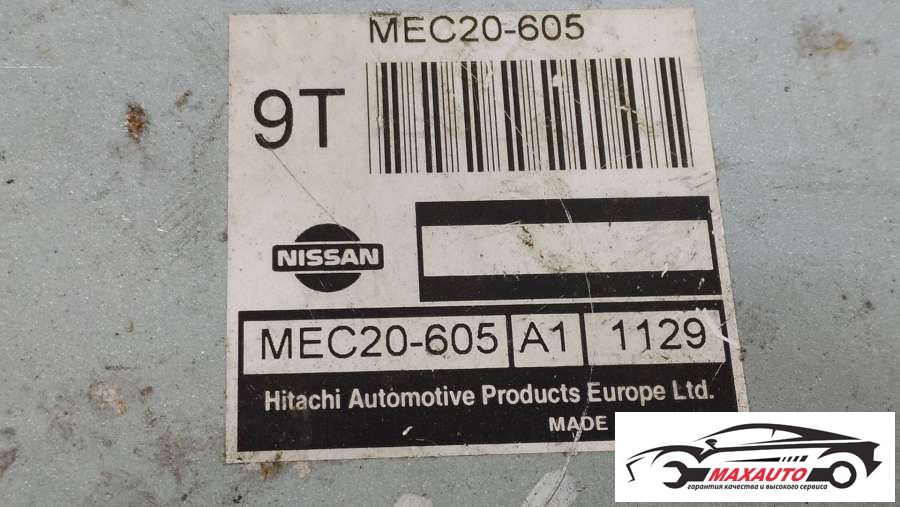 MEC20-605
9T
NISSAN
MEC20-605 A1 1129
Hitachi Automotive Products Europe Ltd.
MADE
MAXAUTO
гарантия качества и высокого сервиса